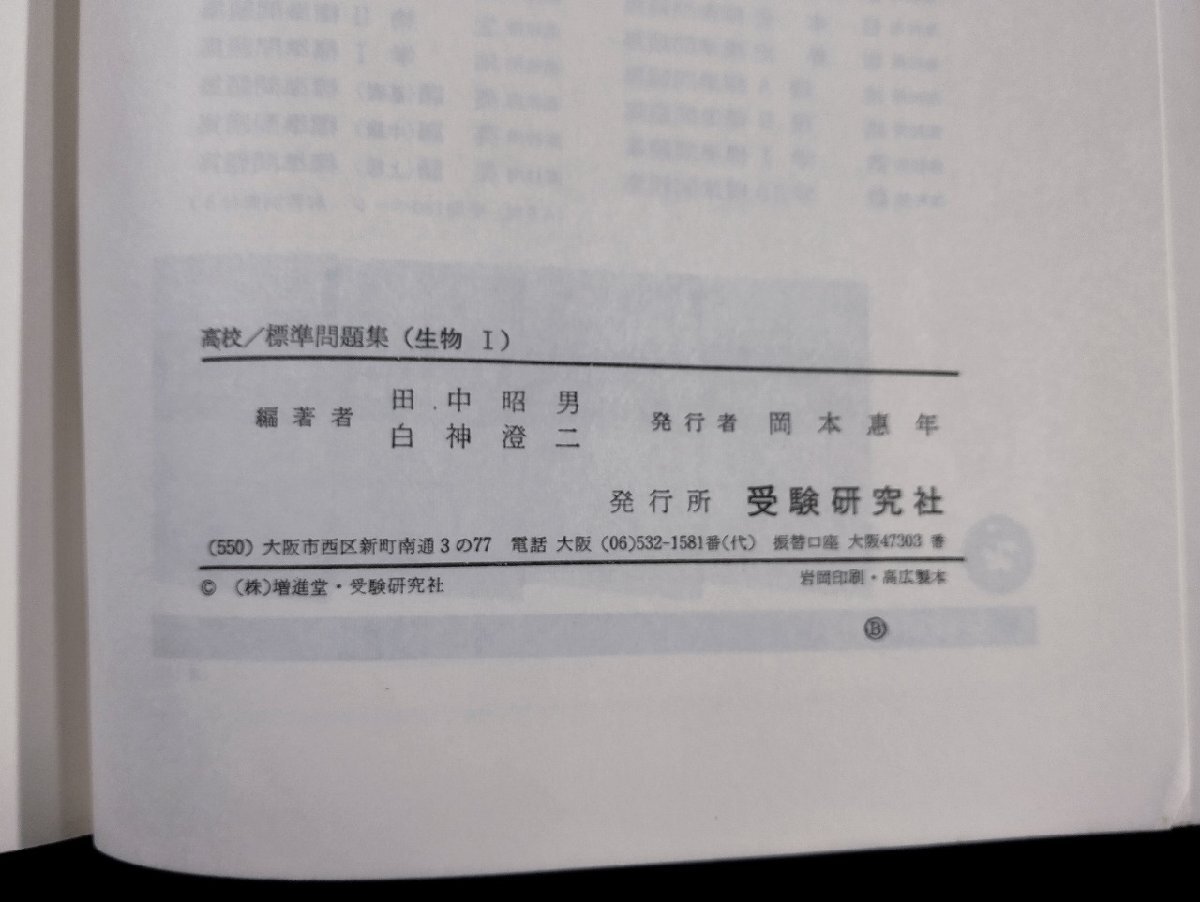 高校／標準問題集（生物 Ⅰ）
編著者 田中昭男 白神澄二 発行者 岡本惠年
発行所 受験研究社
（550）大阪市西区新町南通3の77 電話 大阪（06）532-1581番（代） 振替口座 大阪47303 番
© （株）増進堂・受験研究社 岩岡印刷・高広製本
Ⓑ